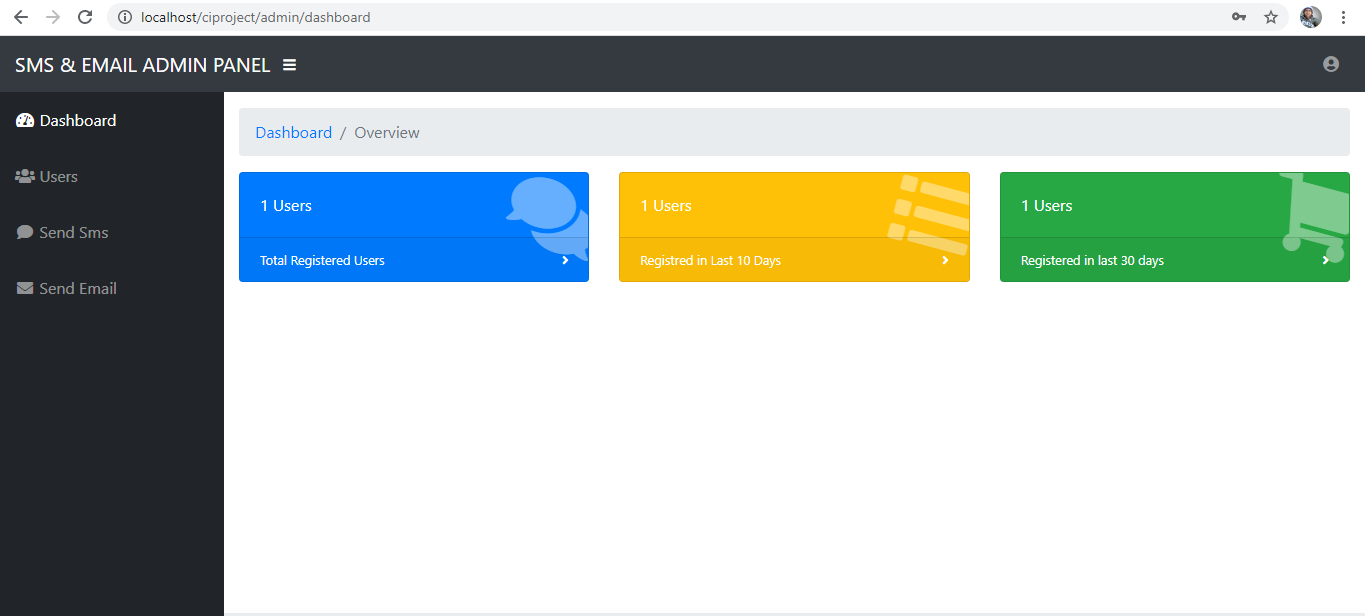 localhost/ciproject/admin/dashboard
SMS & EMAIL ADMIN PANEL
Dashboard
Users
Send Sms
Send Email
Dashboard / Overview
1 Users
Total Registered Users
1 Users
Registred in Last 10 Days
1 Users
Registered in last 30 days